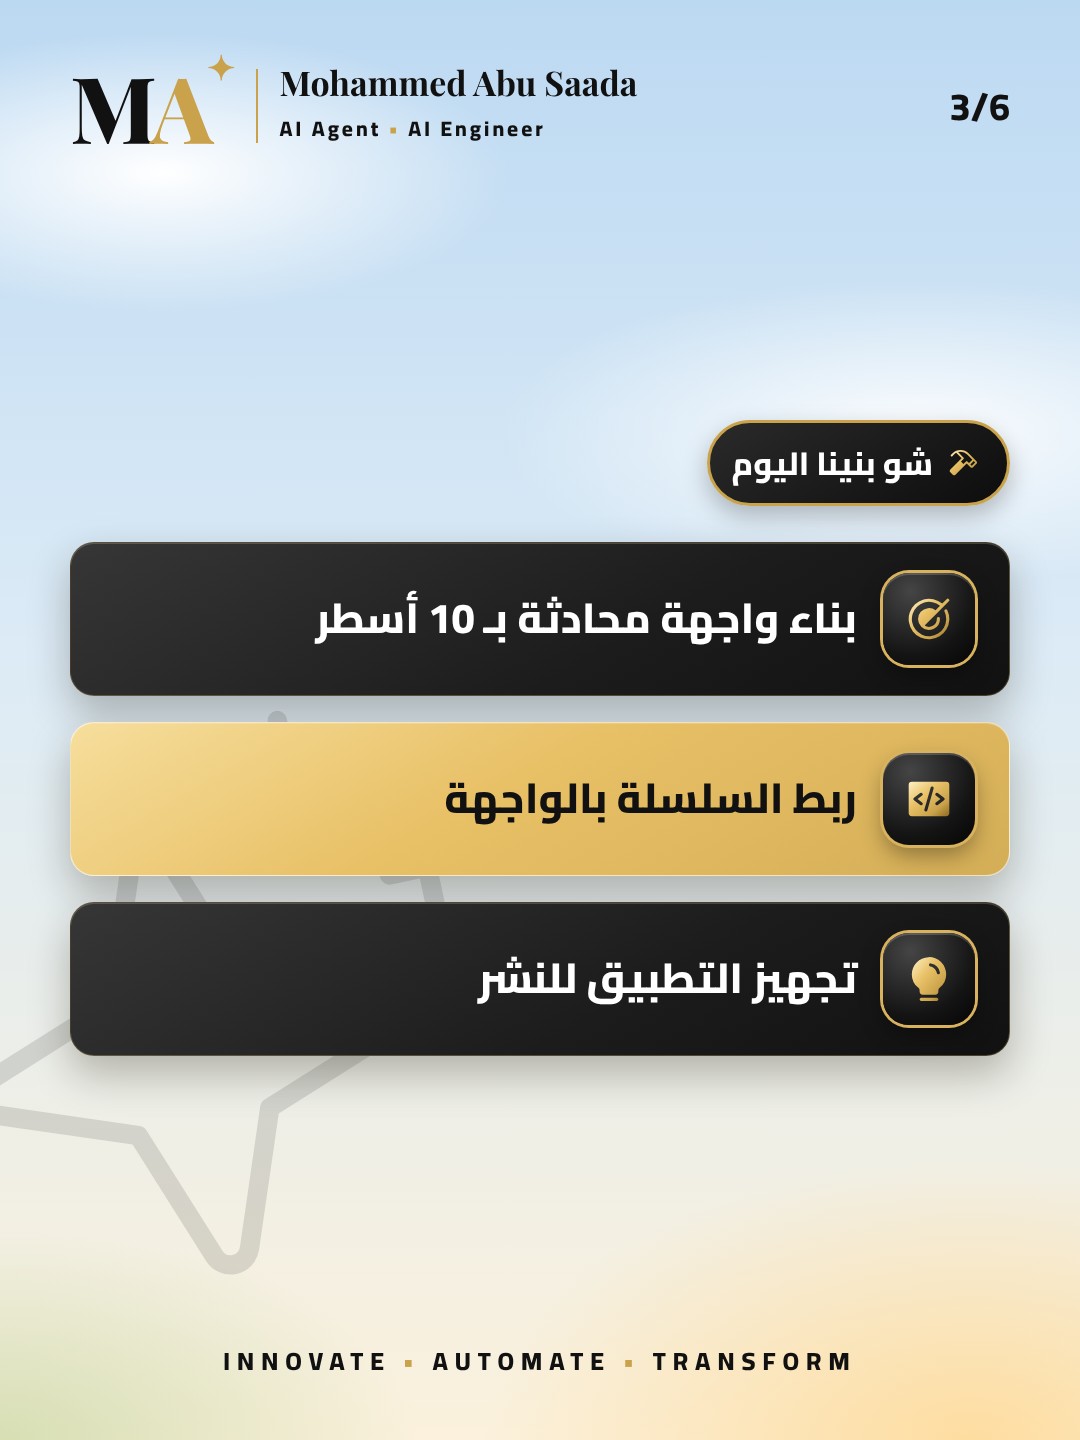 MA
Mohammed Abu Saada
AI Agent ▪ AI Engineer
3/6
شو بنينا اليوم
بناء واجهة محادثة بـ 10 أسطر
ربط السلسلة بالواجهة
</>
تجهيز التطبيق للنشر
INNOVATE ▪ AUTOMATE ▪ TRANSFORM